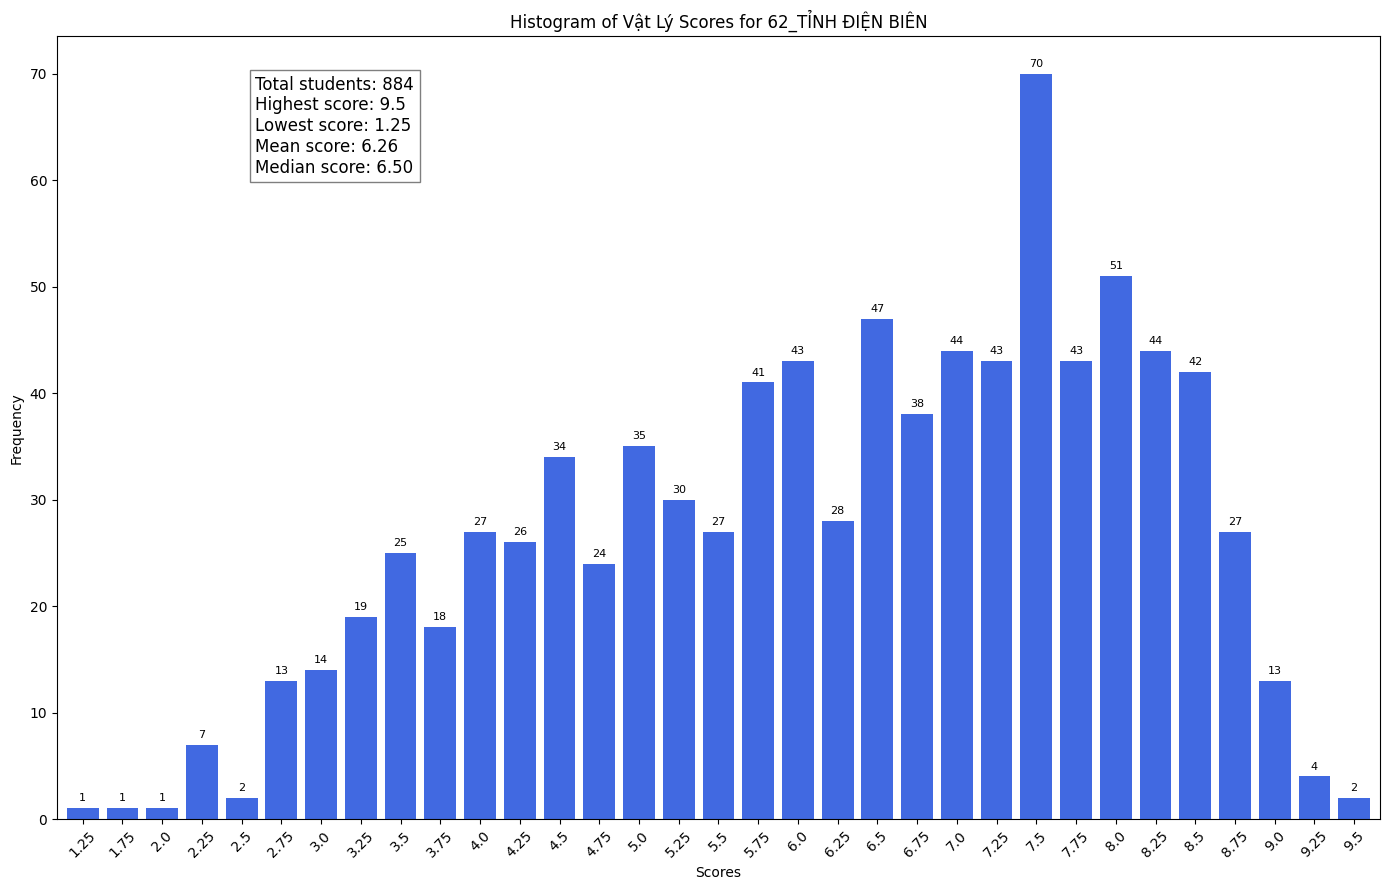 Histogram of Vật Lý Scores for 62_TỈNH ĐIỆN BIÊN
Total students: 884
Highest score: 9.5
Lowest score: 1.25
Mean score: 6.26
Median score: 6.50
Frequency
70
60
50
40
30
20
10
0
1 1 1 7 2 13 14 19 25 18 27 26 34 24 35 30 27 41 43 28 47 38 44 43 70 43 51 44 42 27 13 4 2
1.25 1.75 2.0 2.25 2.5 2.75 3.0 3.25 3.5 3.75 4.0 4.25 4.5 4.75 5.0 5.25 5.5 5.75 6.0 6.25 6.5 6.75 7.0 7.25 7.5 7.75 8.0 8.25 8.5 8.75 9.0 9.25 9.5
Scores